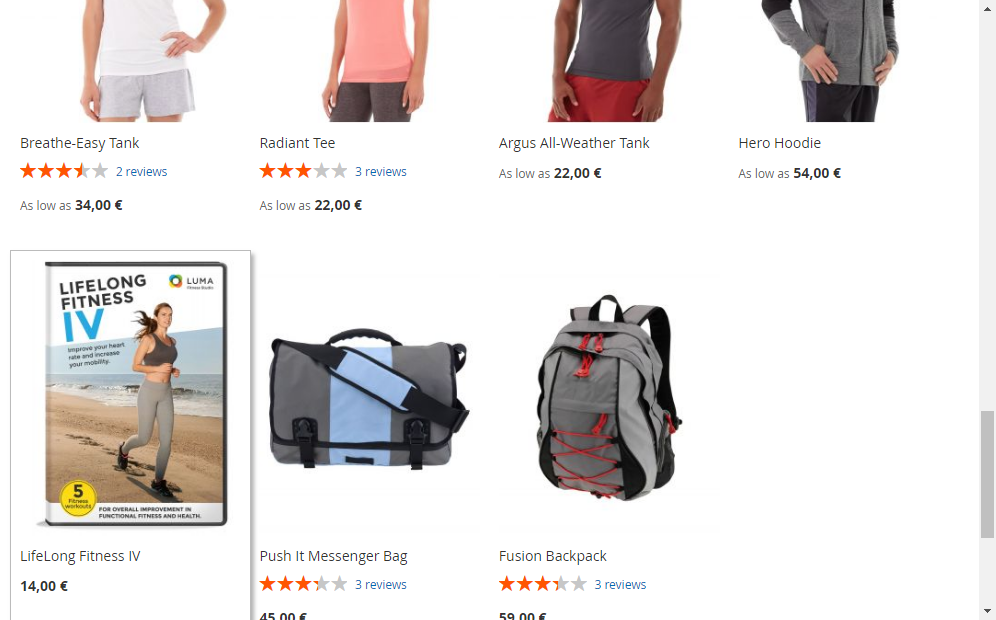 Breathe-Easy Tank
2 reviews
As low as 34,00 €
Radiant Tee
3 reviews
As low as 22,00 €
Argus All-Weather Tank
As low as 22,00 €
Hero Hoodie
As low as 54,00 €
LIFELONG
FITNESS
IV
Improve your heart
rate and increase
your mobility.
LUMA
Fitness Studio
5
Fitness
workouts
FOR OVERALL IMPROVEMENT IN
FUNCTIONAL FITNESS AND HEALTH.
LifeLong Fitness IV
14,00 €
Push It Messenger Bag
3 reviews
45,00 €
Fusion Backpack
3 reviews
59,00 €